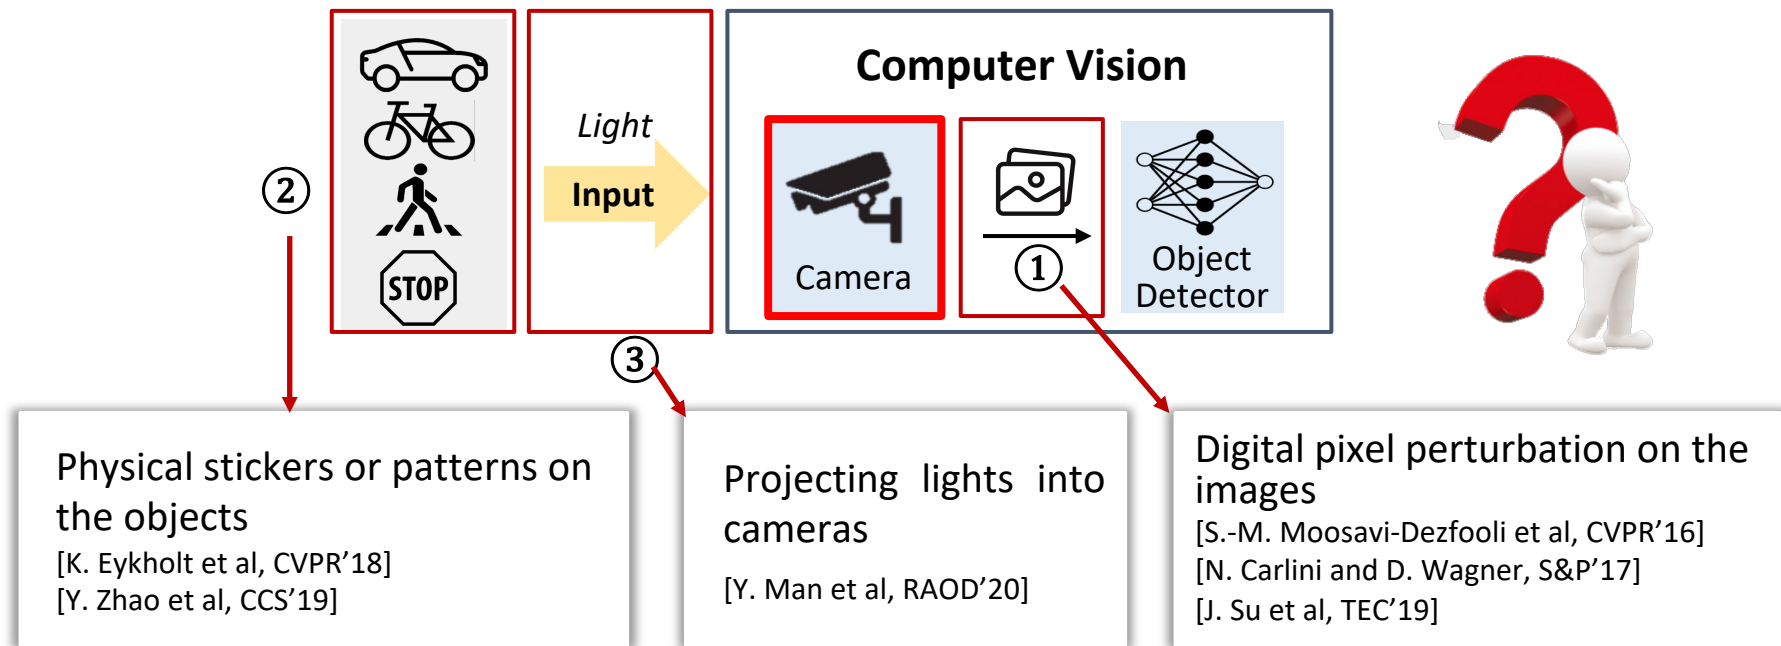 Computer Vision
Light
Input
②
STOP
Camera
①
Object
Detector
③
Physical stickers or patterns on
the objects
[K. Eykholt et al, CVPR’18]
[Y. Zhao et al, CCS’19]
Projecting lights into
cameras
[Y. Man et al, RAOD’20]
Digital pixel perturbation on the
images
[S.-M. Moosavi-Dezfooli et al, CVPR’16]
[N. Carlini and D. Wagner, S&P’17]
[J. Su et al, TEC’19]